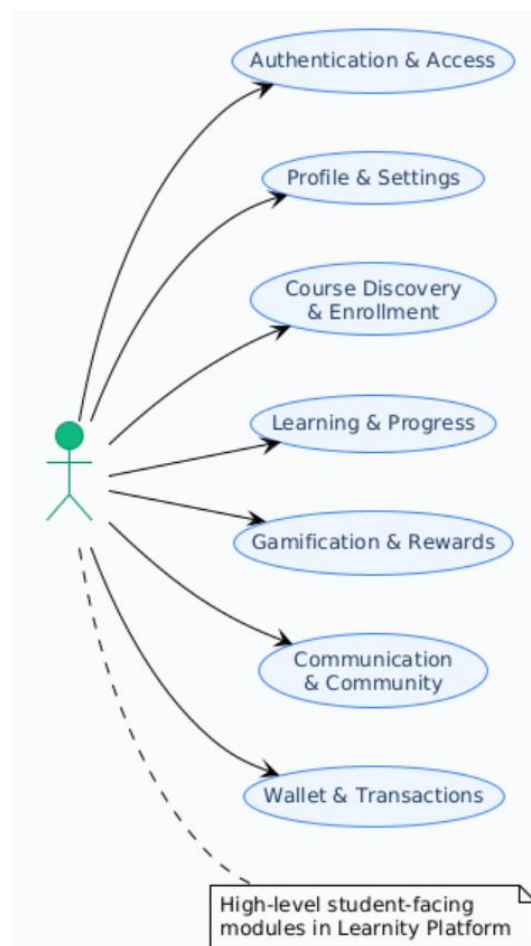 Authentication & Access
Profile & Settings
Course Discovery
& Enrollment
Learning & Progress
Gamification & Rewards
Communication
& Community
Wallet & Transactions
High-level student-facing
modules in Learnity Platform